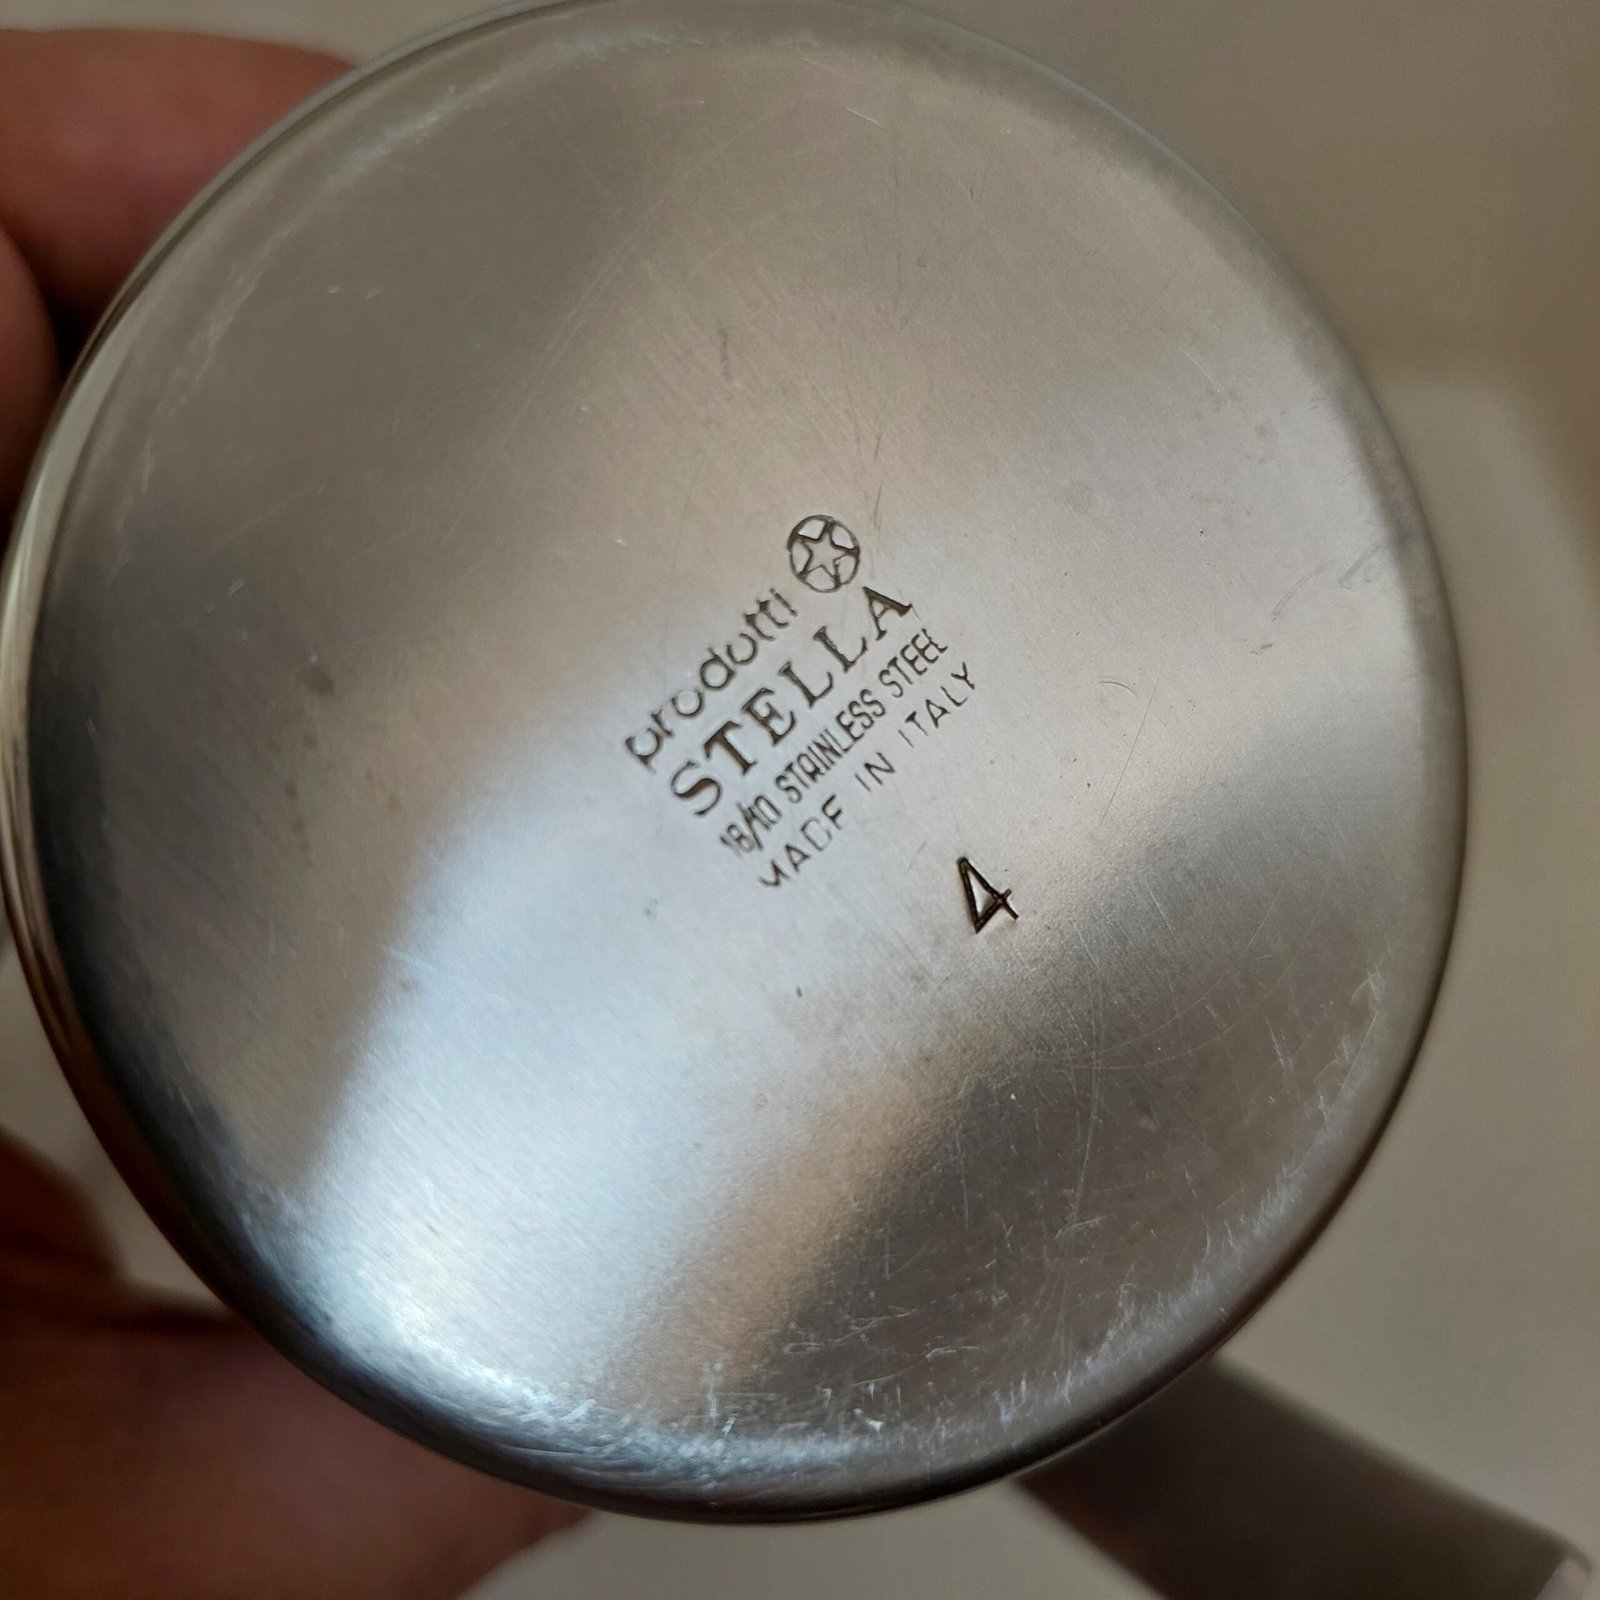 prodotti
STELLA
18/10 STAINLESS STEEL
MADE IN ITALY
4